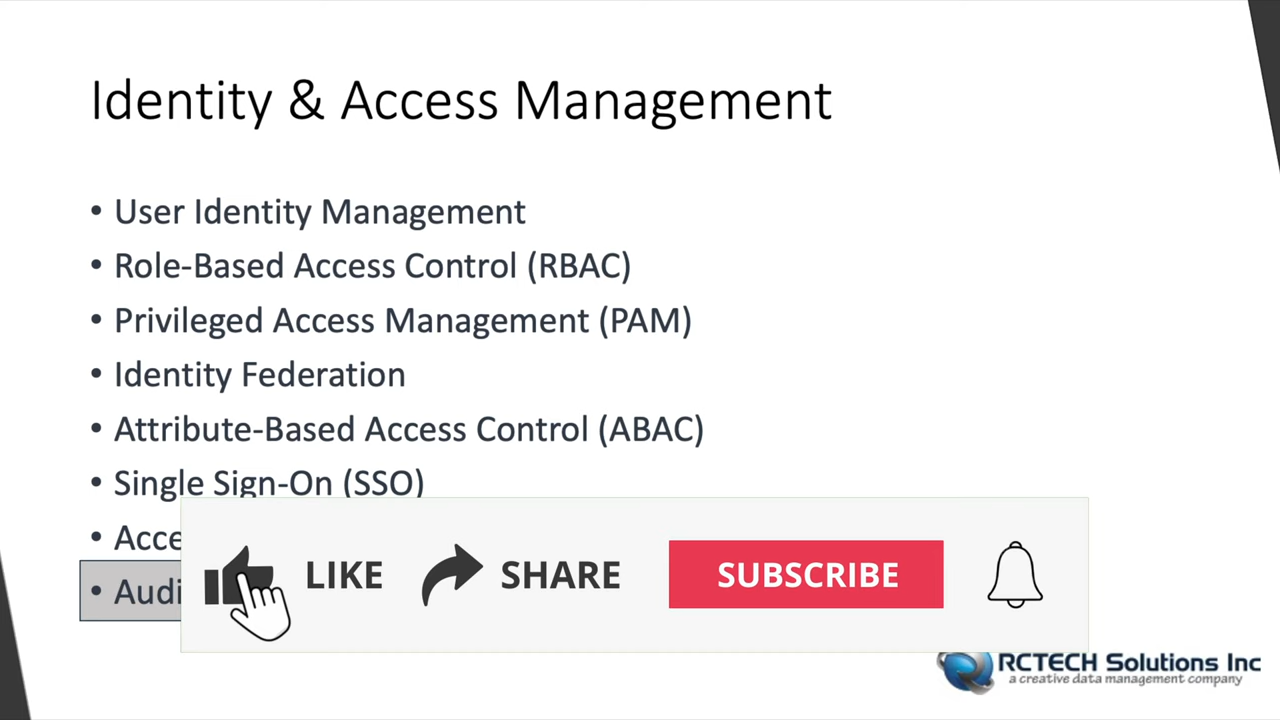 Identity & Access Management
• User Identity Management
• Role-Based Access Control (RBAC)
• Privileged Access Management (PAM)
• Identity Federation
• Attribute-Based Access Control (ABAC)
• Single Sign-On (SSO)
• Acce
• Audi
LIKE SHARE SUBSCRIBE
RCTECH Solutions Inc
a creative data management company